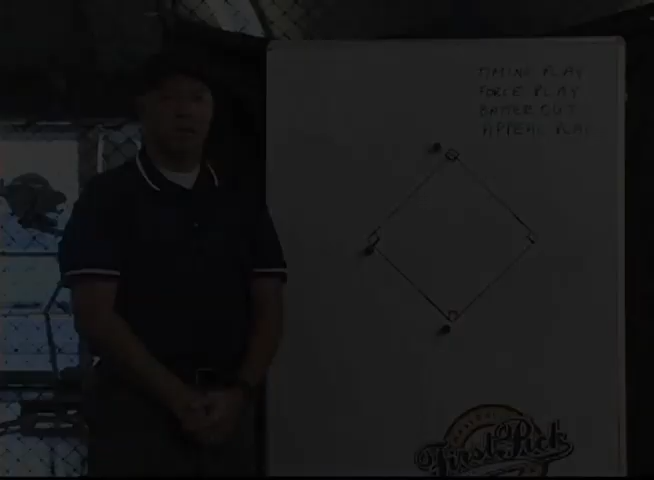 TIMING PLAY
FORCE PLAY
BATTER OUT
APPEAL PLAY
First Pick